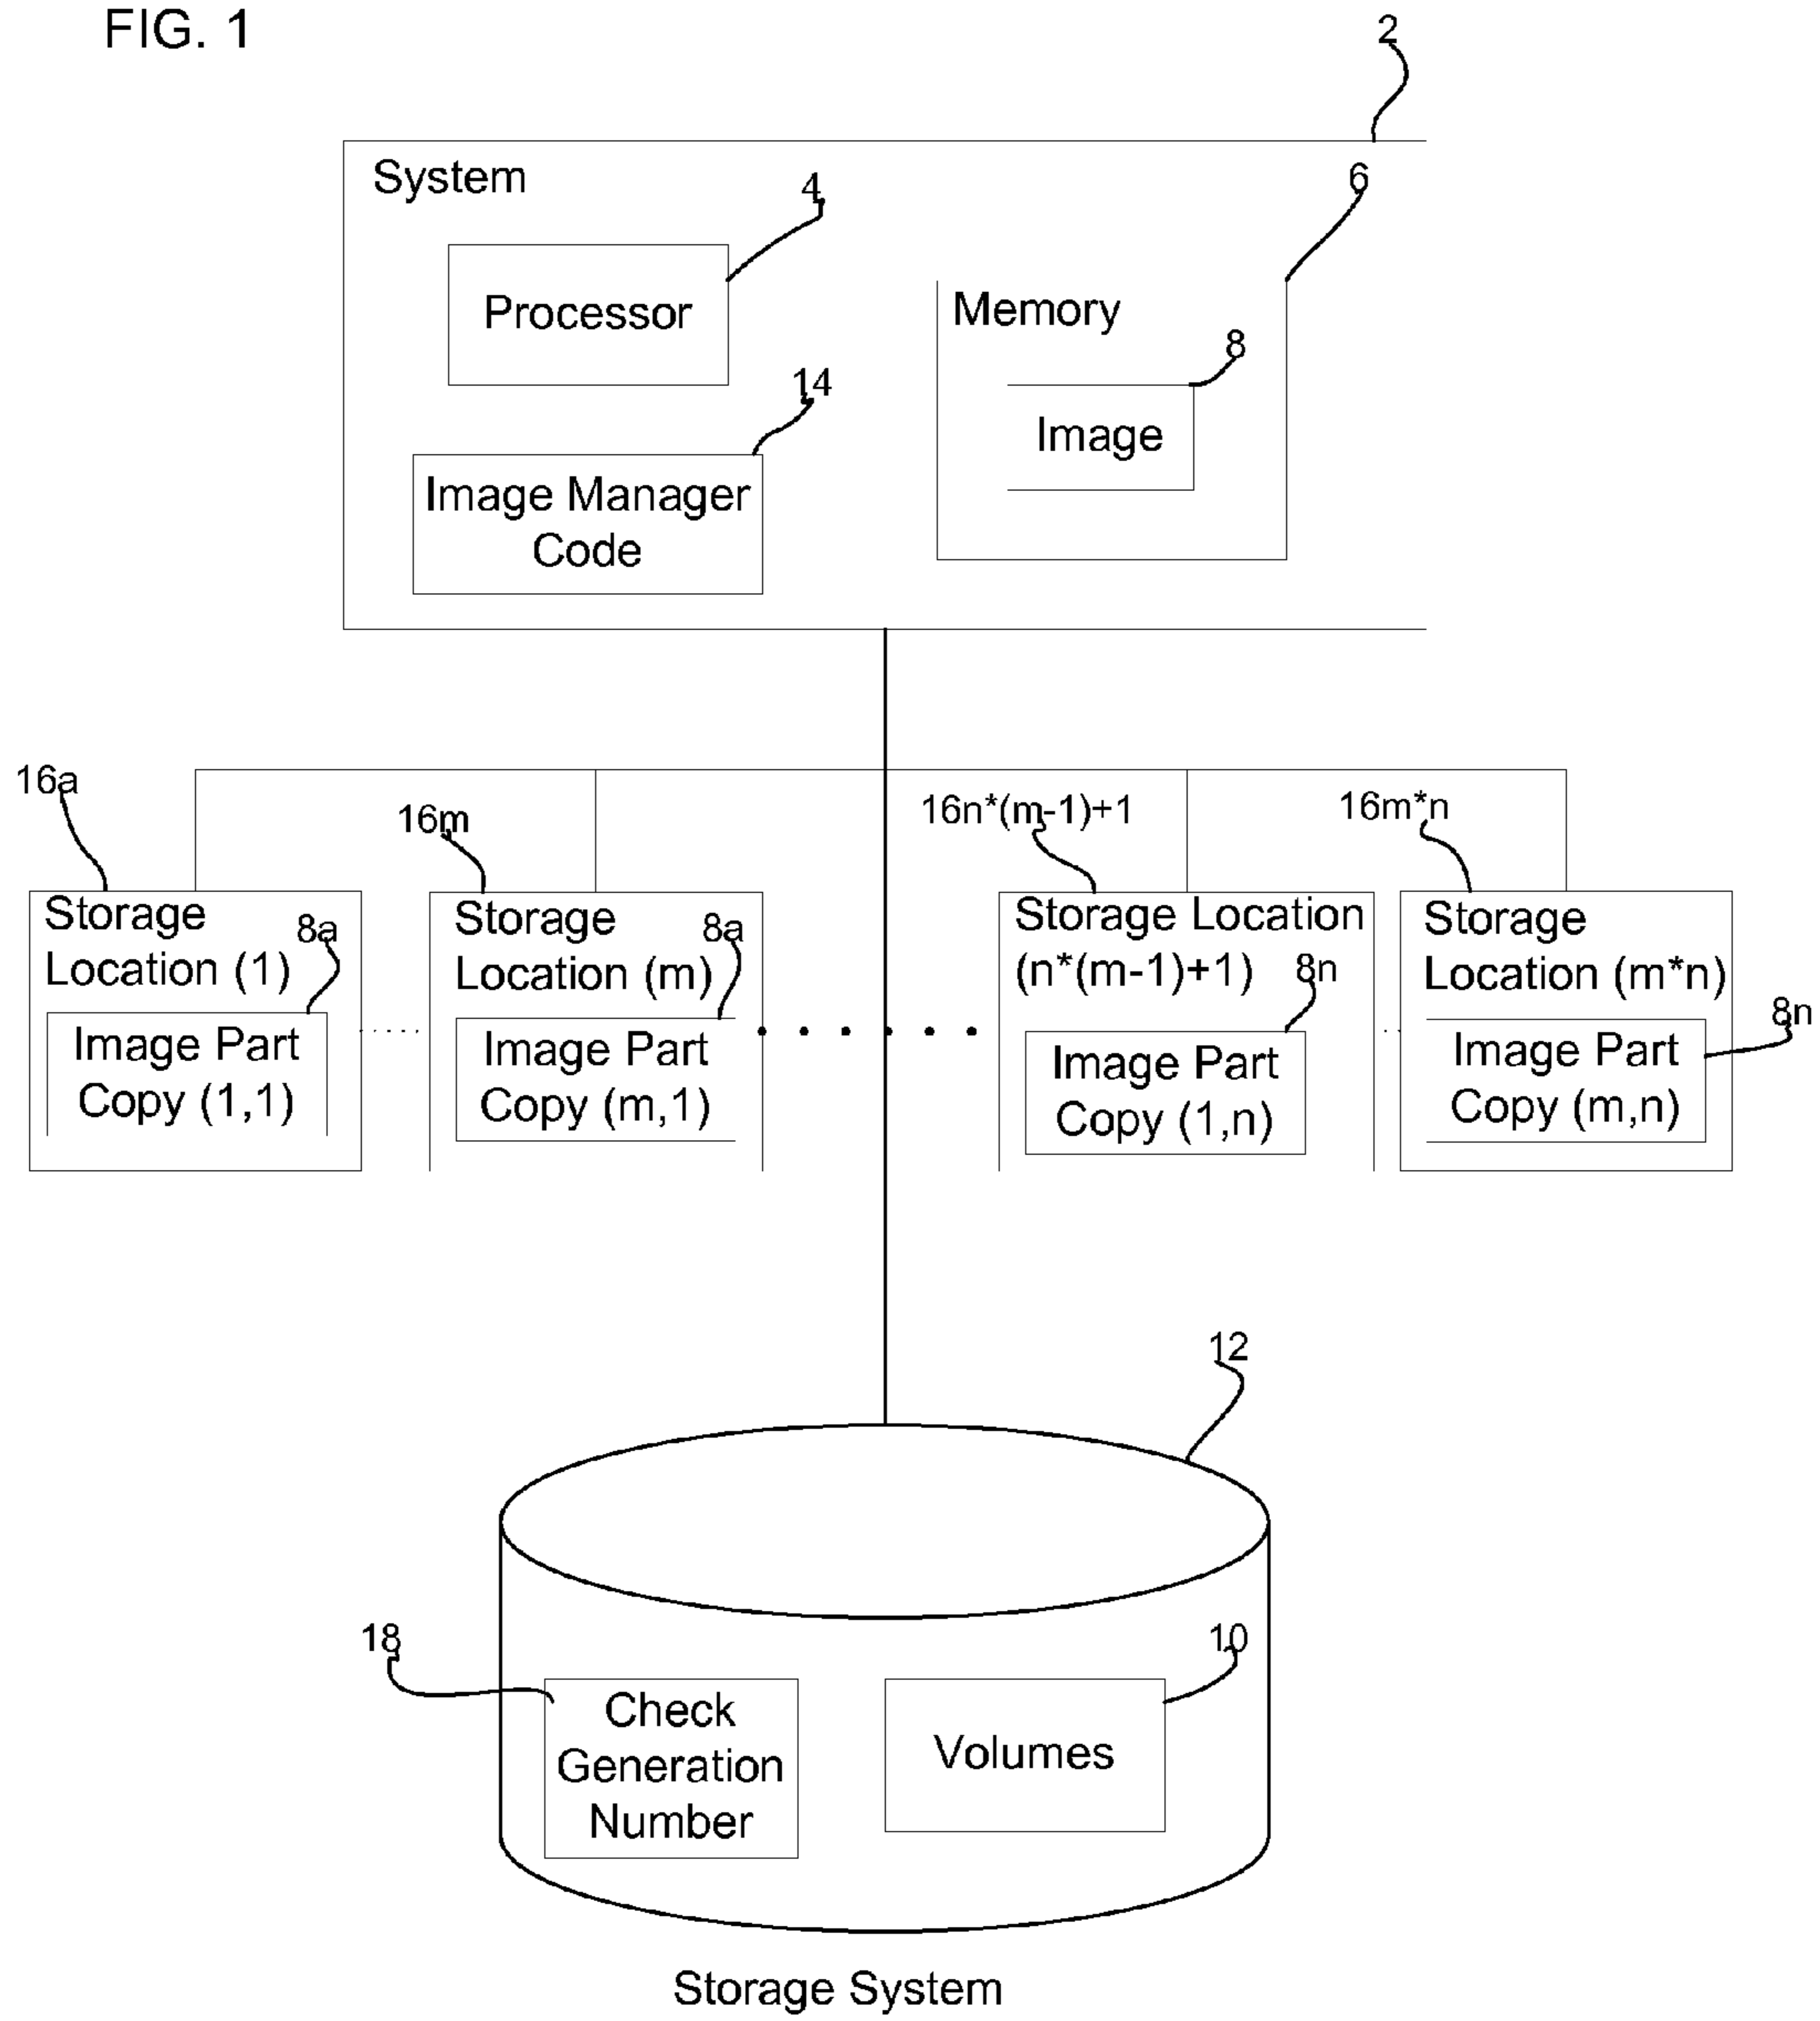 FIG. 1
2
System
4
6
Processor
Memory
8
14
Image
Image Manager
Code
16a
16m
16n*(m-1)+1
16m*n
Storage
Location (1)
8a
Image Part
Copy (1,1)
Storage
Location (m)
8a
Image Part
Copy (m,1)
Storage Location
(n*(m-1)+1)
8n
Image Part
Copy (1,n)
Storage
Location (m*n)
8n
Image Part
Copy (m,n)
12
18
10
Check
Generation
Number
Volumes
Storage System